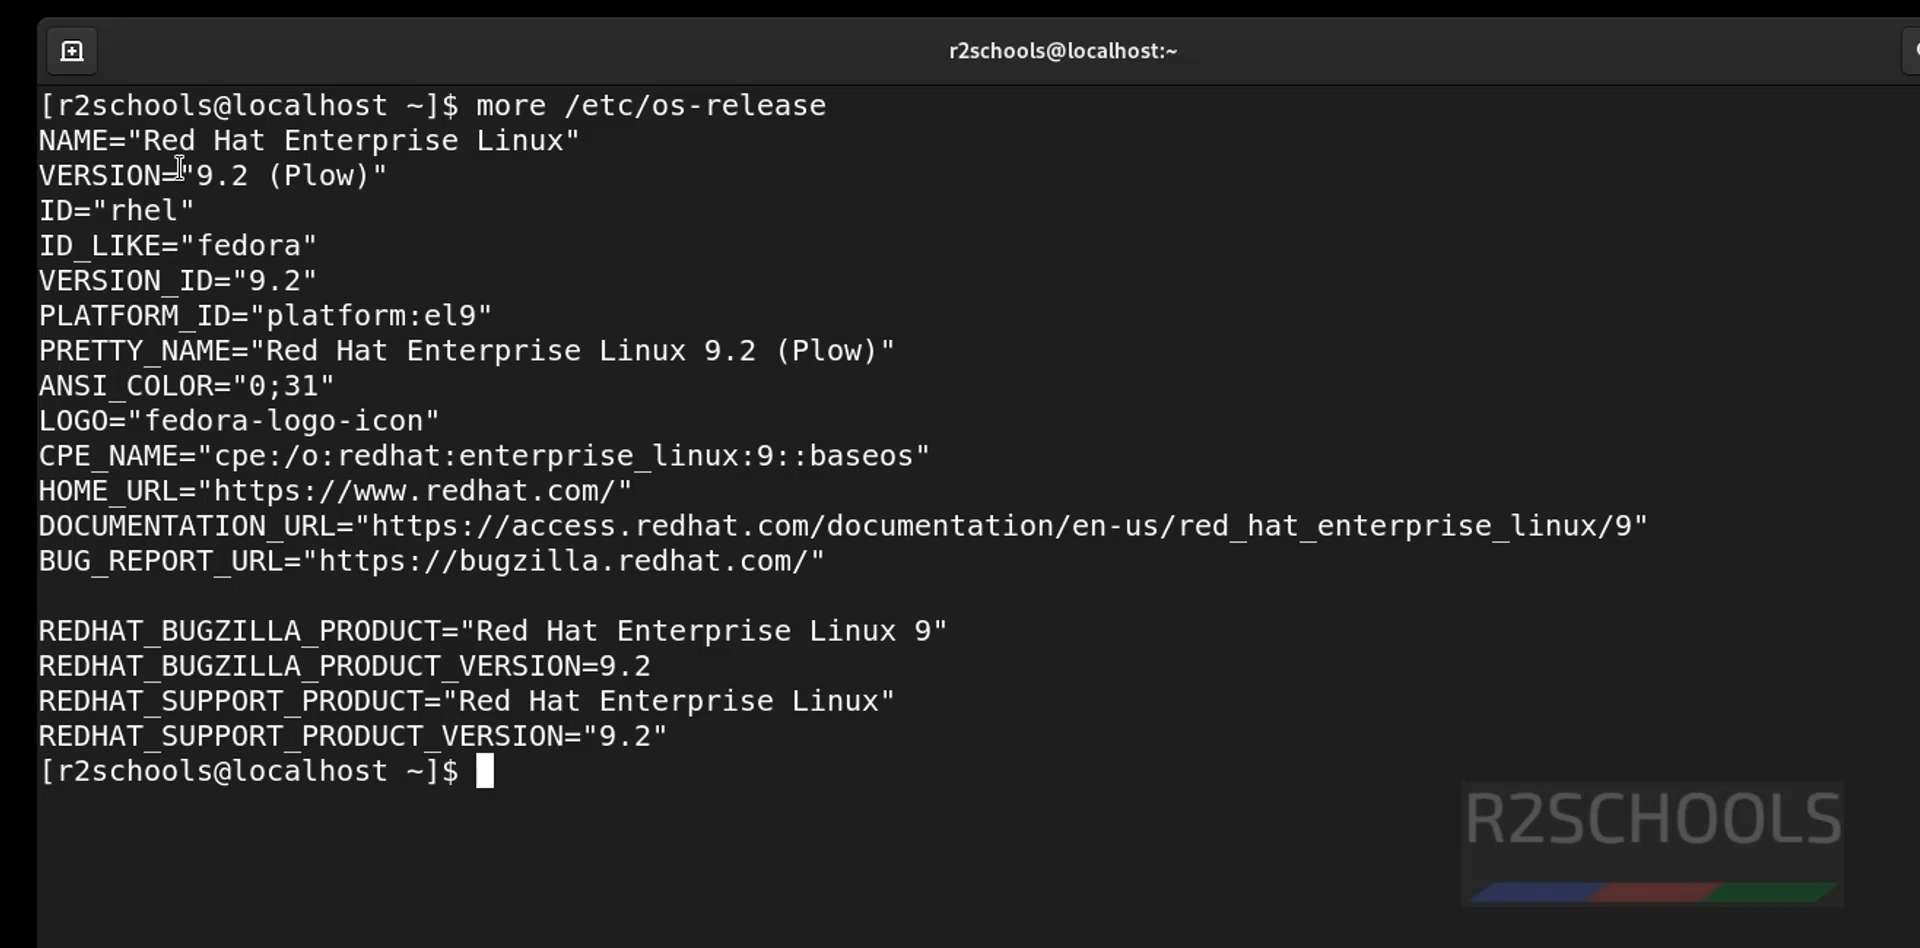 r2schools@localhost:~
[r2schools@localhost ~]$ more /etc/os-release
NAME="Red Hat Enterprise Linux"
VERSION="9.2 (Plow)"
ID="rhel"
ID_LIKE="fedora"
VERSION_ID="9.2"
PLATFORM_ID="platform:el9"
PRETTY_NAME="Red Hat Enterprise Linux 9.2 (Plow)"
ANSI_COLOR="0;31"
LOGO="fedora-logo-icon"
CPE_NAME="cpe:/o:redhat:enterprise_linux:9::baseos"
HOME_URL="https://www.redhat.com/"
DOCUMENTATION_URL="https://access.redhat.com/documentation/en-us/red_hat_enterprise_linux/9"
BUG_REPORT_URL="https://bugzilla.redhat.com/"

REDHAT_BUGZILLA_PRODUCT="Red Hat Enterprise Linux 9"
REDHAT_BUGZILLA_PRODUCT_VERSION=9.2
REDHAT_SUPPORT_PRODUCT="Red Hat Enterprise Linux"
REDHAT_SUPPORT_PRODUCT_VERSION="9.2"
[r2schools@localhost ~]$
R2SCHOOLS